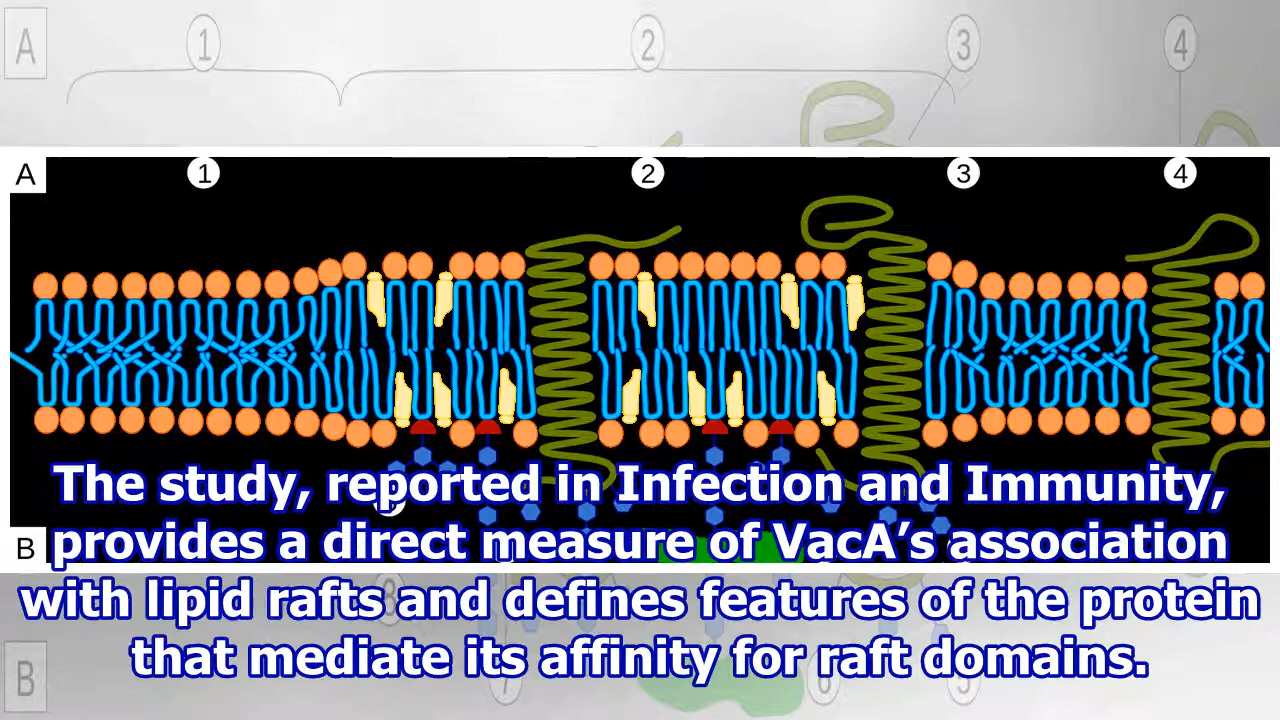 A 1 2 3 4
A 1 2 3 4
The study, reported in Infection and Immunity,
B provides a direct measure of VacA’s association
with lipid rafts and defines features of the protein
that mediate its affinity for raft domains.
B